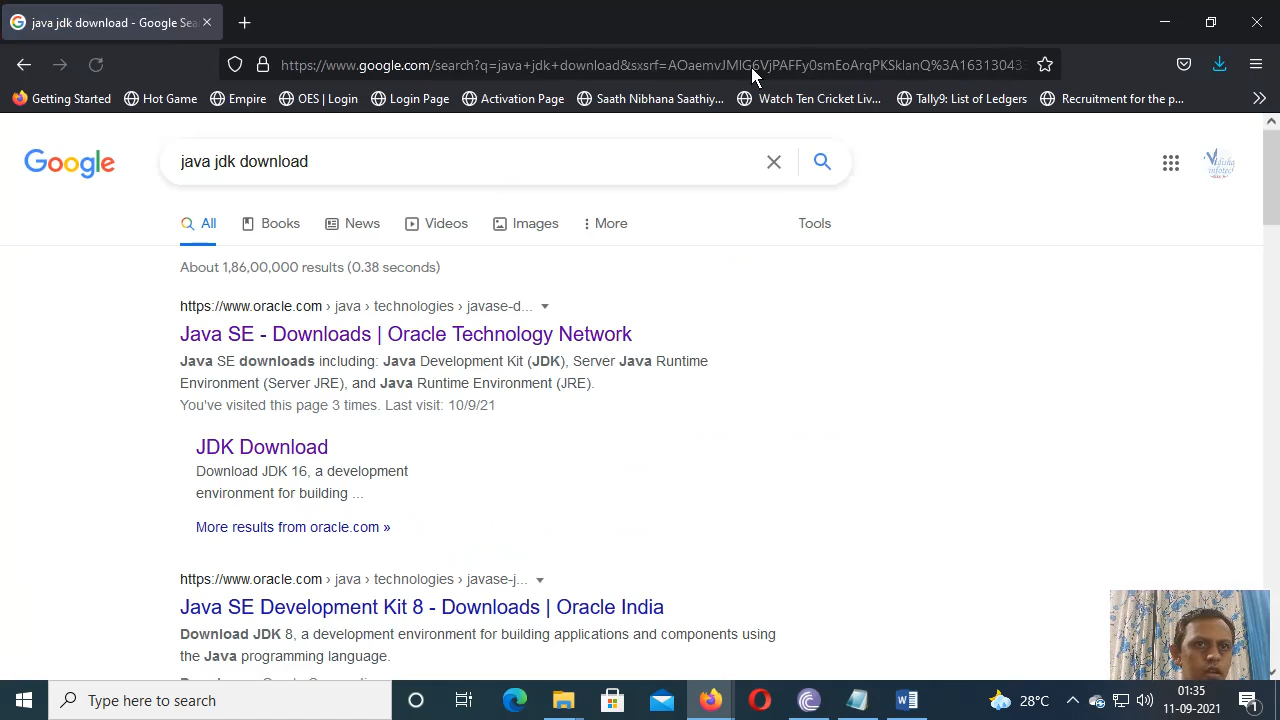 java jdk download - Google Sea
https://www.google.com/search?q=java+jdk+download&sxsrf=AOaemvJMIG6VjPAFFy0smEoArqPKSklanQ%3A1631304433
Getting Started
Hot Game
Empire
OES | Login
Login Page
Activation Page
Saath Nibhana Saathiy...
Watch Ten Cricket Liv...
Tally9: List of Ledgers
Recruitment for the p...
Google
java jdk download
Vidisha
infotech
All
Books
News
Videos
Images
More
Tools
About 1,86,00,000 results (0.38 seconds)
https://www.oracle.com › java › technologies › javase-d...
Java SE - Downloads | Oracle Technology Network
Java SE downloads including: Java Development Kit (JDK), Server Java Runtime
Environment (Server JRE), and Java Runtime Environment (JRE).
You've visited this page 3 times. Last visit: 10/9/21
JDK Download
Download JDK 16, a development
environment for building ...
More results from oracle.com »
https://www.oracle.com › java › technologies › javase-j...
Java SE Development Kit 8 - Downloads | Oracle India
Download JDK 8, a development environment for building applications and components using
the Java programming language.
Type here to search
28°C
01:35
11-09-2021
1